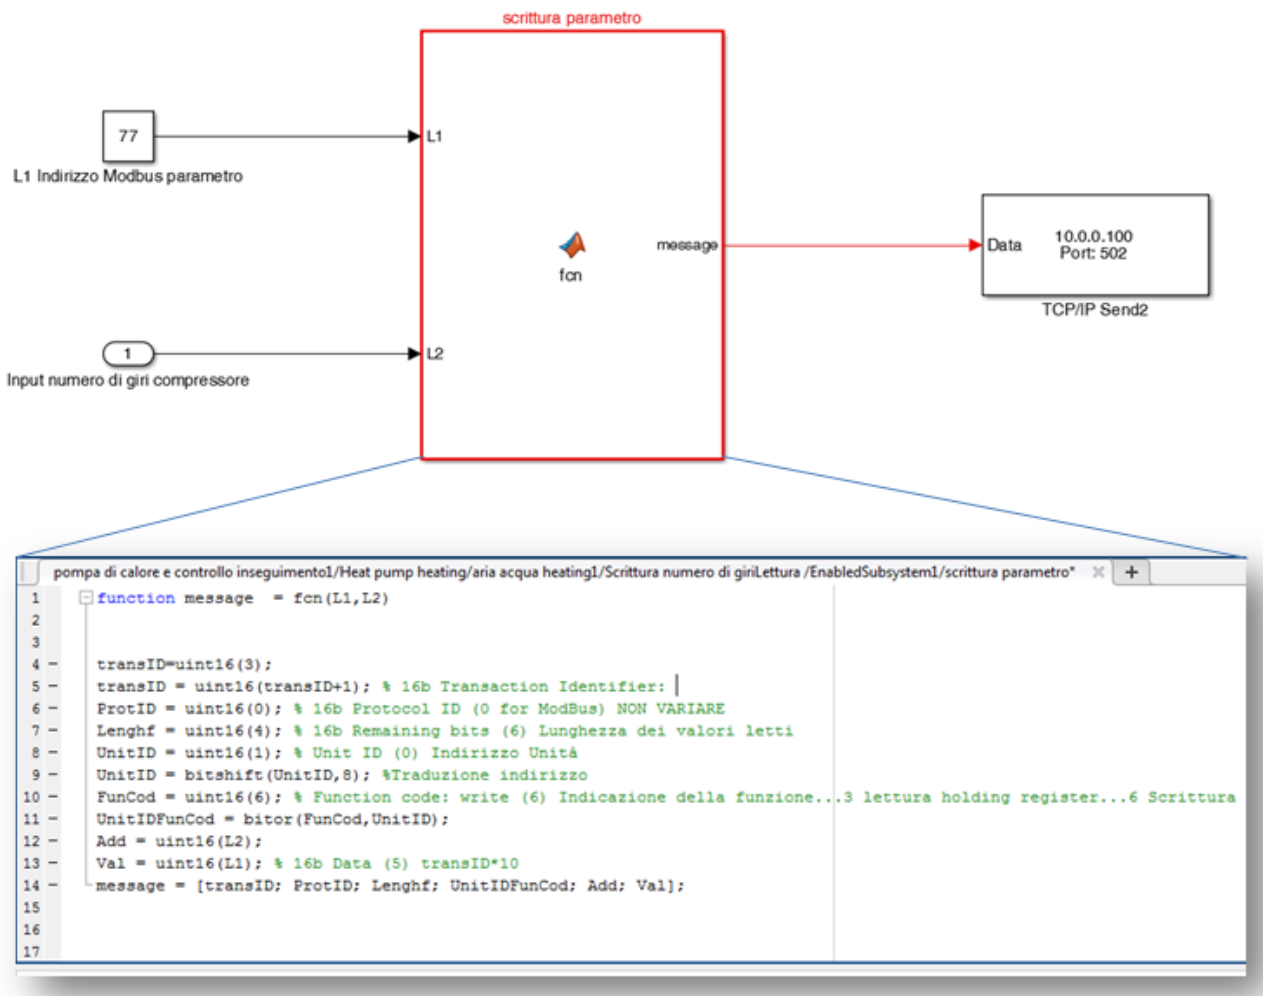 scrittura parametro
77
L1
L1 Indirizzo Modbus parametro
message
fcn
Data
10.0.0.100
Port: 502
TCP/IP Send2
1
L2
Input numero di giri compressore
pompa di calore e controllo inseguimento1/Heat pump heating/aria acqua heating1/Scrittura numero di giriLettura /EnabledSubsystem1/scrittura parametro* × +
1 function message = fcn(L1,L2)
2
3
4 – transID=uint16(3);
5 – transID = uint16(transID+1); % 16b Transaction Identifier:
6 – ProtID = uint16(0); % 16b Protocol ID (0 for ModBus) NON VARIARE
7 – Lenghf = uint16(4); % 16b Remaining bits (6) Lunghezza dei valori letti
8 – UnitID = uint16(1); % Unit ID (0) Indirizzo Unità
9 – UnitID = bitshift(UnitID,8); %Traduzione indirizzo
10 – FunCod = uint16(6); % Function code: write (6) Indicazione della funzione...3 lettura holding register...6 Scrittura
11 – UnitIDFunCod = bitor(FunCod,UnitID);
12 – Add = uint16(L2);
13 – Val = uint16(L1); % 16b Data (5) transID*10
14 – message = [transID; ProtID; Lenghf; UnitIDFunCod; Add; Val];
15
16
17